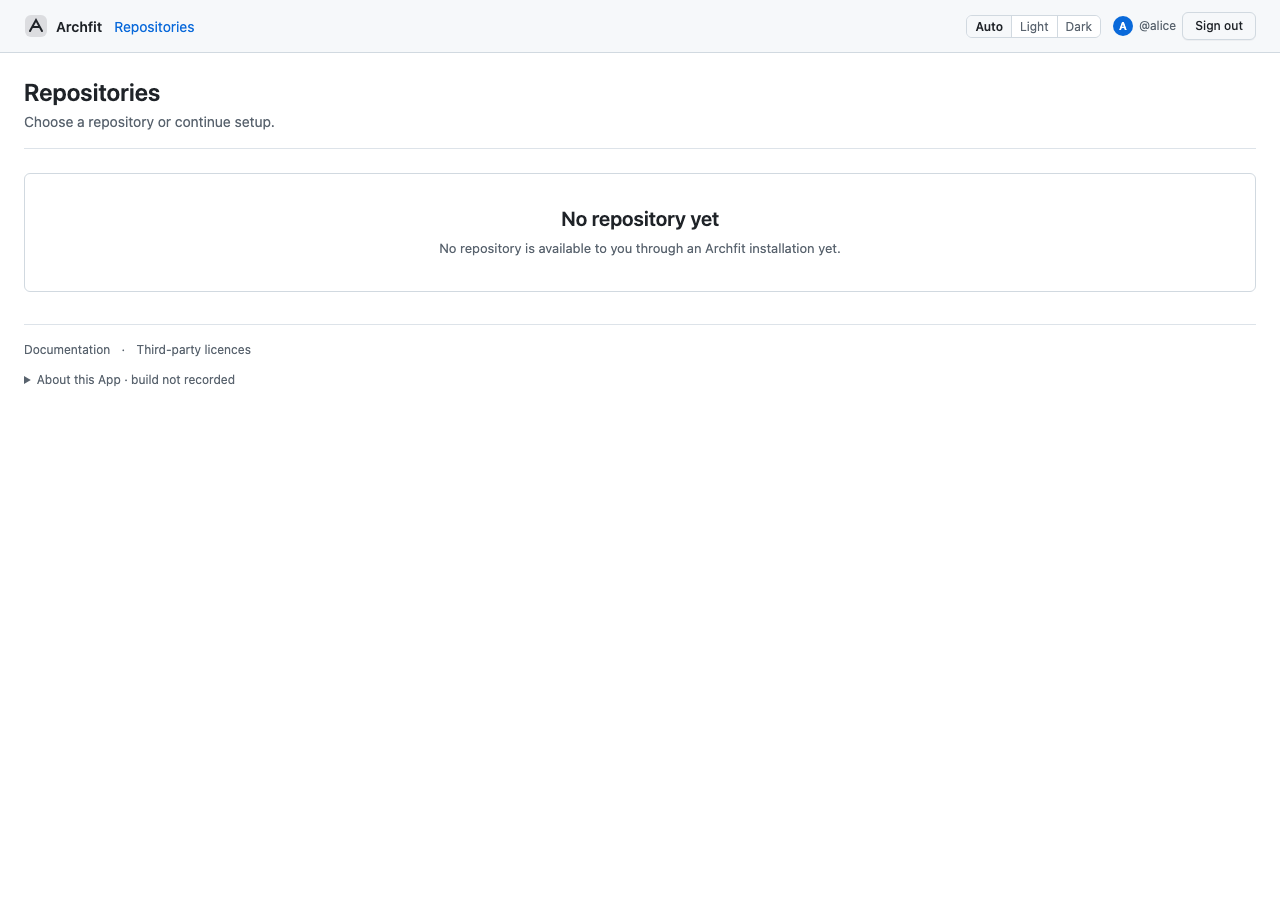 Archfit Repositories Auto Light Dark A @alice Sign out
Repositories
Choose a repository or continue setup.
No repository yet
No repository is available to you through an Archfit installation yet.
Documentation · Third-party licences
About this App · build not recorded